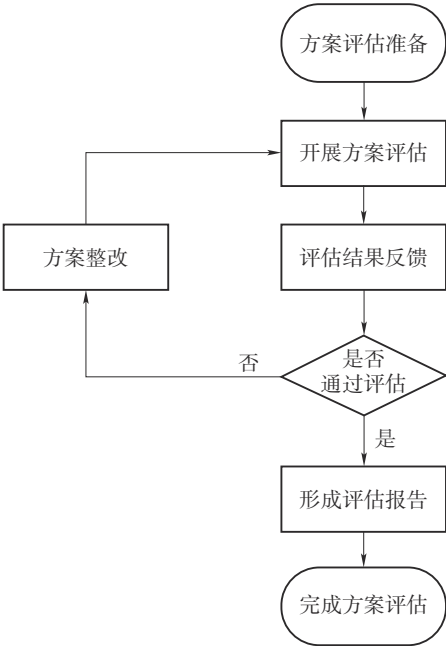 方案评估准备
开展方案评估
方案整改
评估结果反馈
否
是否
通过评估
是
形成评估报告
完成方案评估